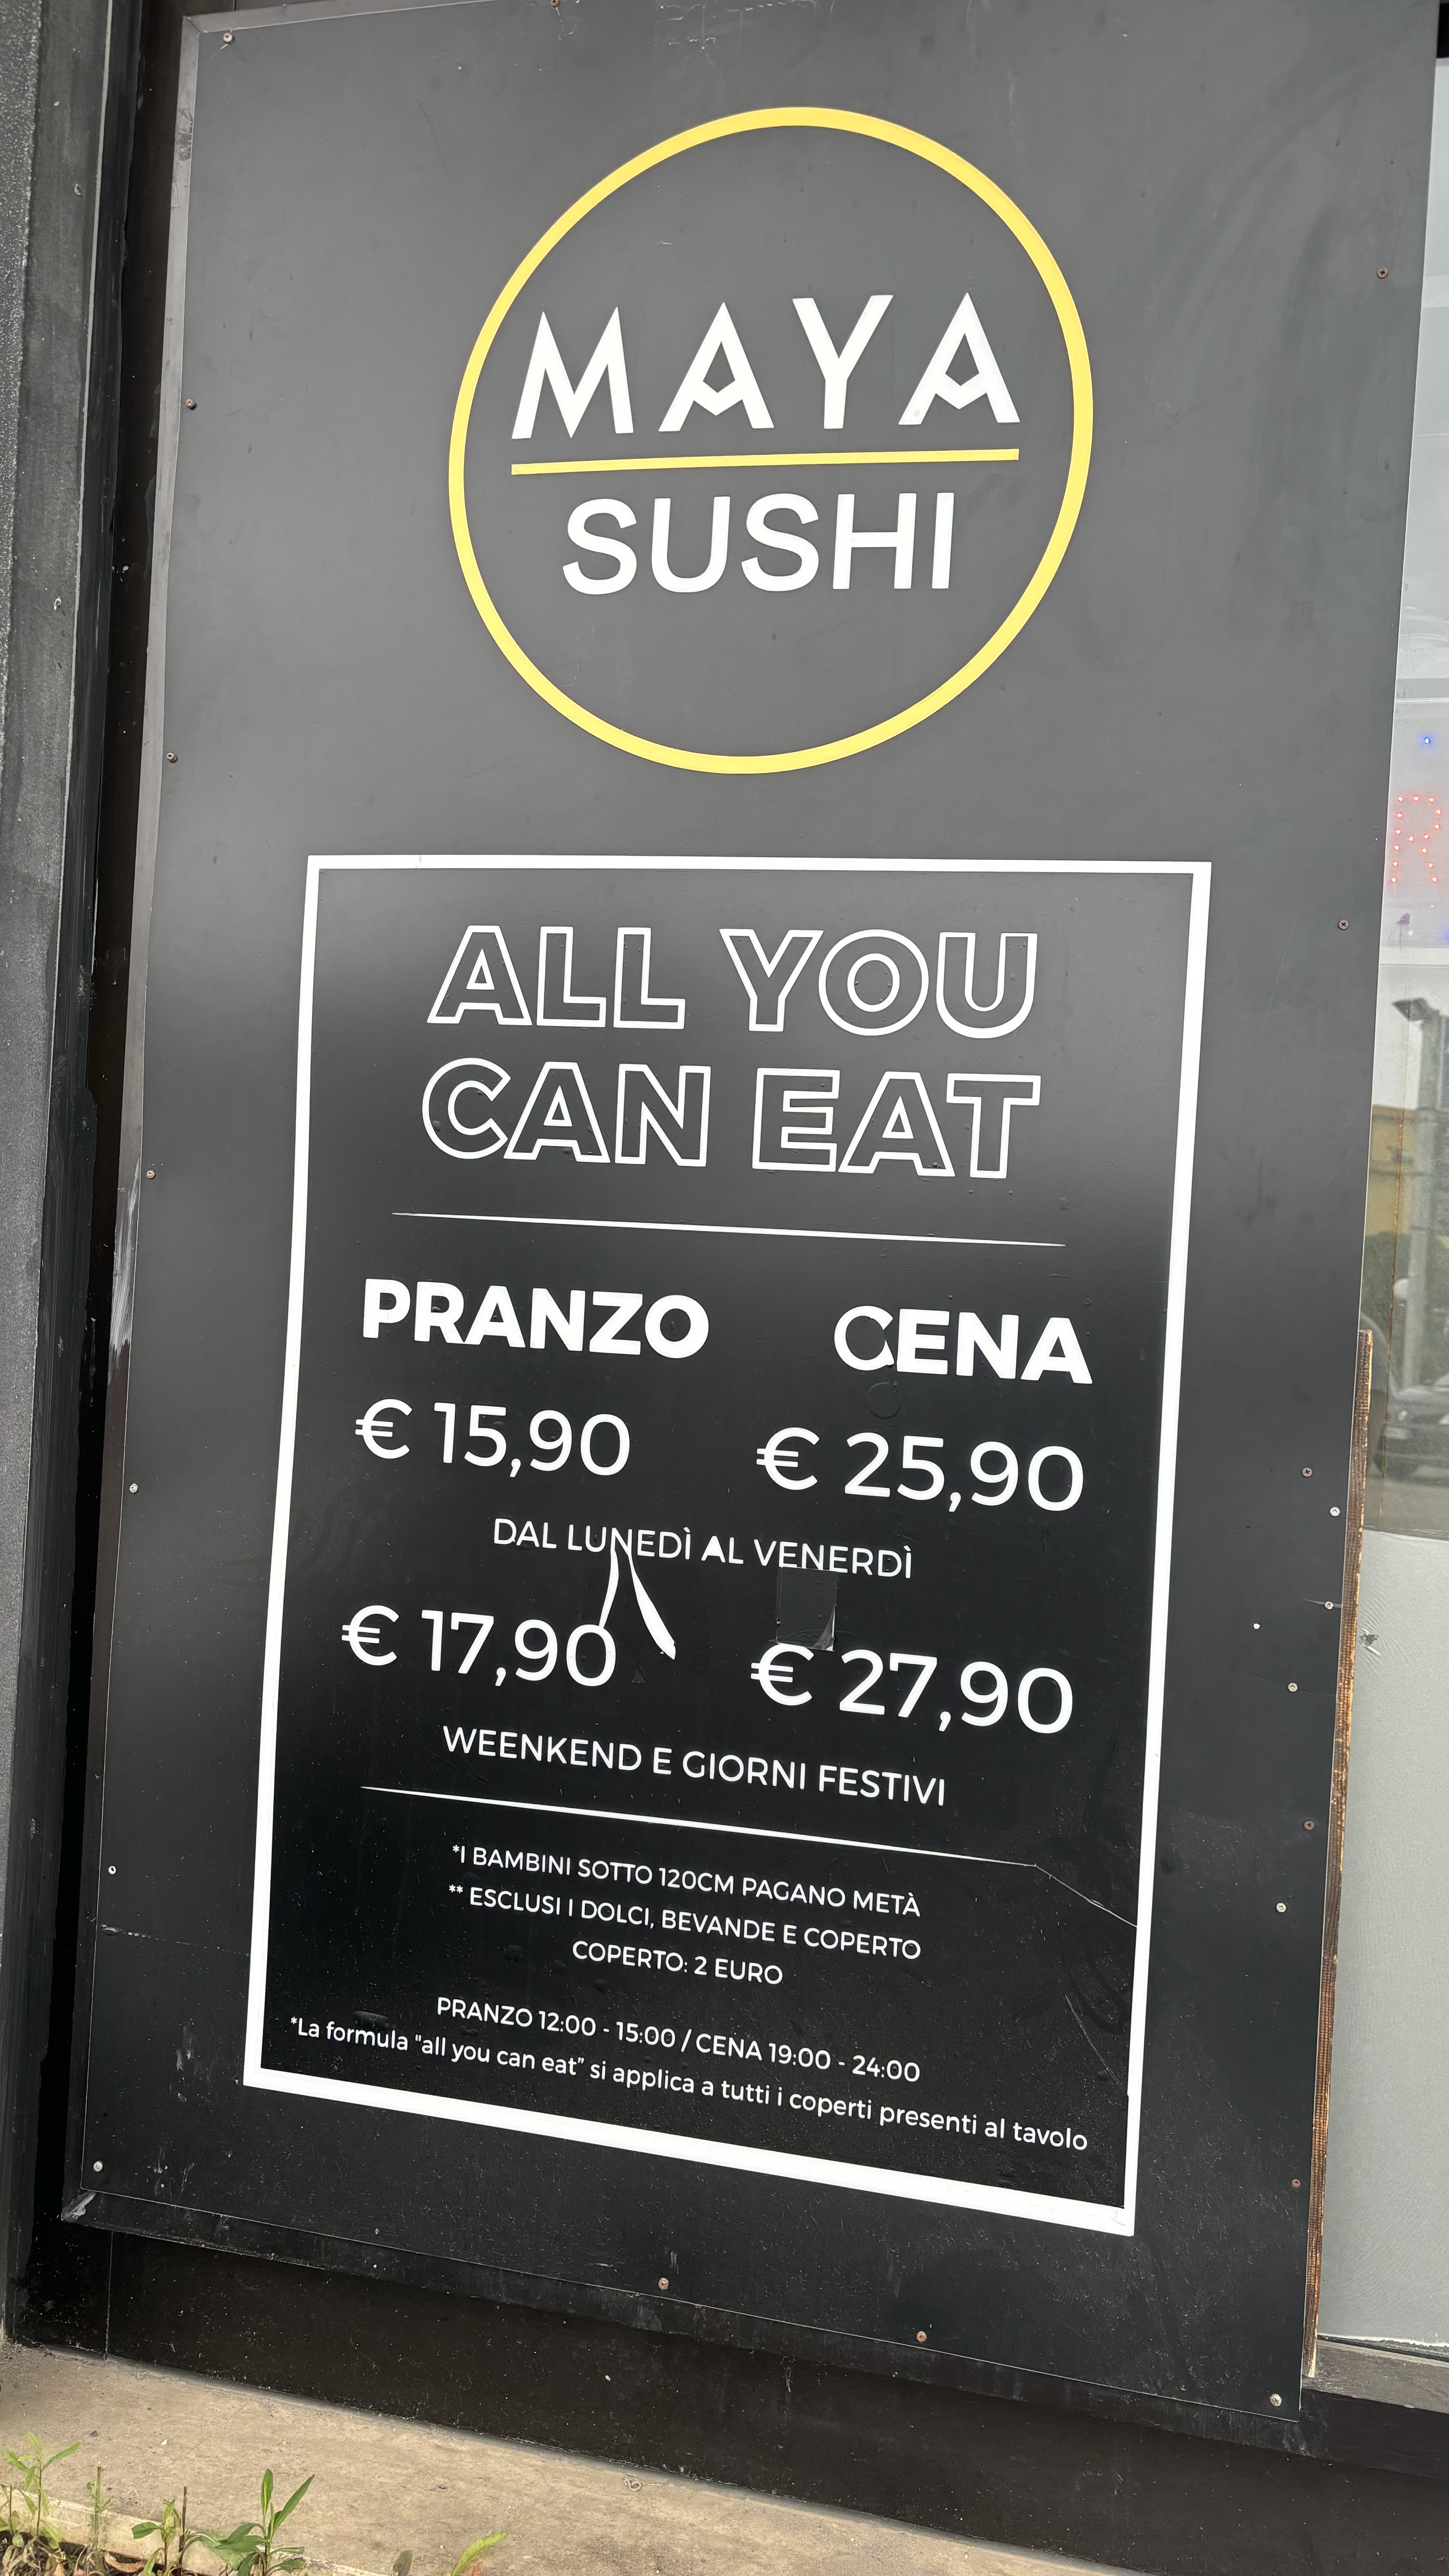 MAYA
SUSHI
ALL YOU
CAN EAT
PRANZO CENA
€ 15,90 € 25,90
DAL LUNEDÌ AL VENERDÌ
€ 17,90 € 27,90
WEENKEND E GIORNI FESTIVI
*I BAMBINI SOTTO 120CM PAGANO METÀ
** ESCLUSI I DOLCI, BEVANDE E COPERTO
COPERTO: 2 EURO
PRANZO 12:00 - 15:00 / CENA 19:00 - 24:00
*La formula "all you can eat" si applica a tutti i coperti presenti al tavolo
R